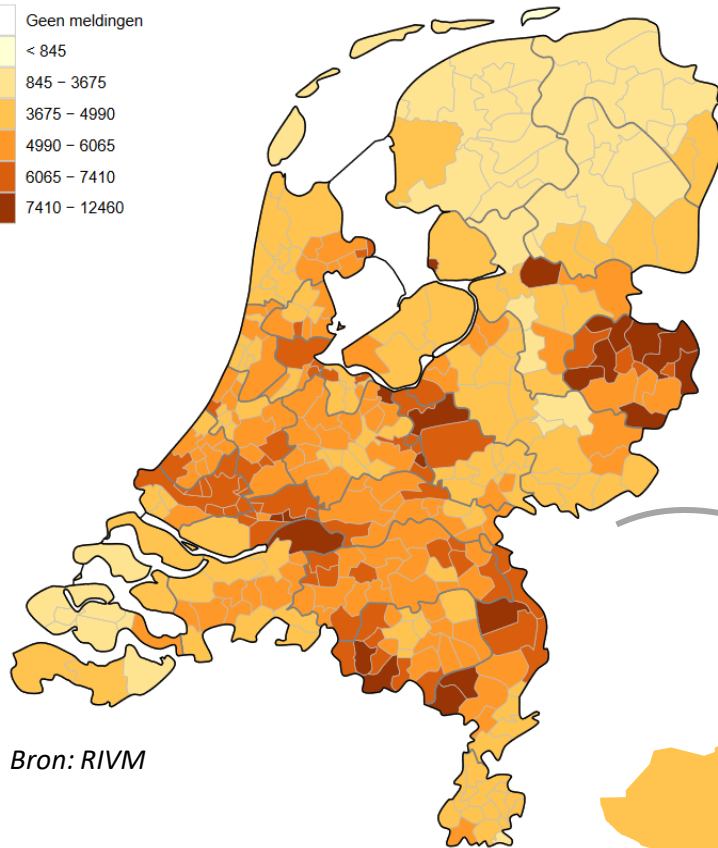 Geen meldingen
< 845
845 – 3675
3675 – 4990
4990 – 6065
6065 – 7410
7410 – 12460
Bron: RIVM